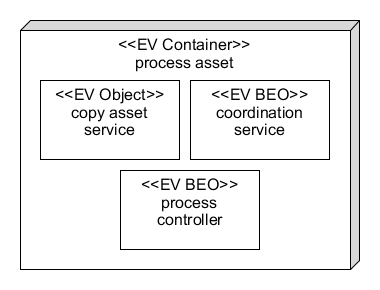 <<EV Container>>
process asset
<<EV Object>>
copy asset
service
<<EV BEO>>
coordination
service
<<EV BEO>>
process
controller